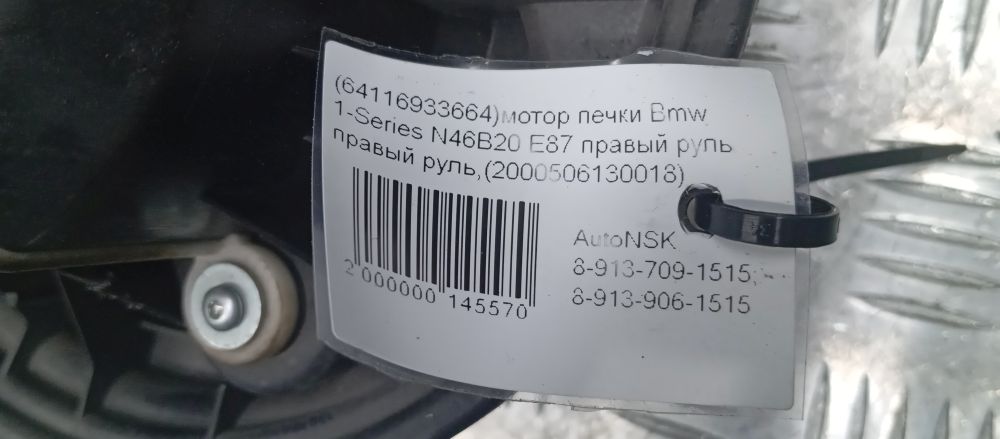 (64116933664)мотор печки Bmw
1-Series N46B20 E87 правый руль
правый руль,(2000506130018)
AutoNSK
8-913-709-1515;-
8-913-906-1515
2 000000 145570